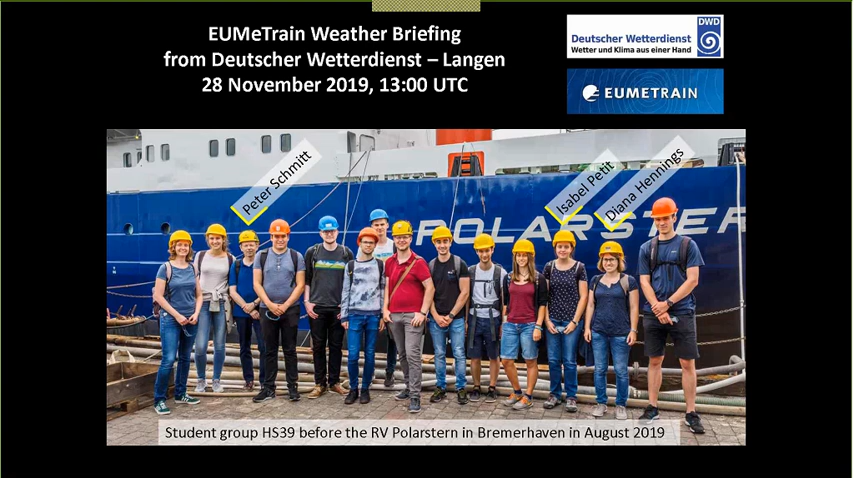 EUMeTrain Weather Briefing
from Deutscher Wetterdienst – Langen
28 November 2019, 13:00 UTC
Deutscher Wetterdienst
Wetter und Klima aus einer Hand
DWD
EUMETRAIN
Peter Schmitt
Isabel Petit
Diana Hennings
POLARSTER
Student group HS39 before the RV Polarstern in Bremerhaven in August 2019